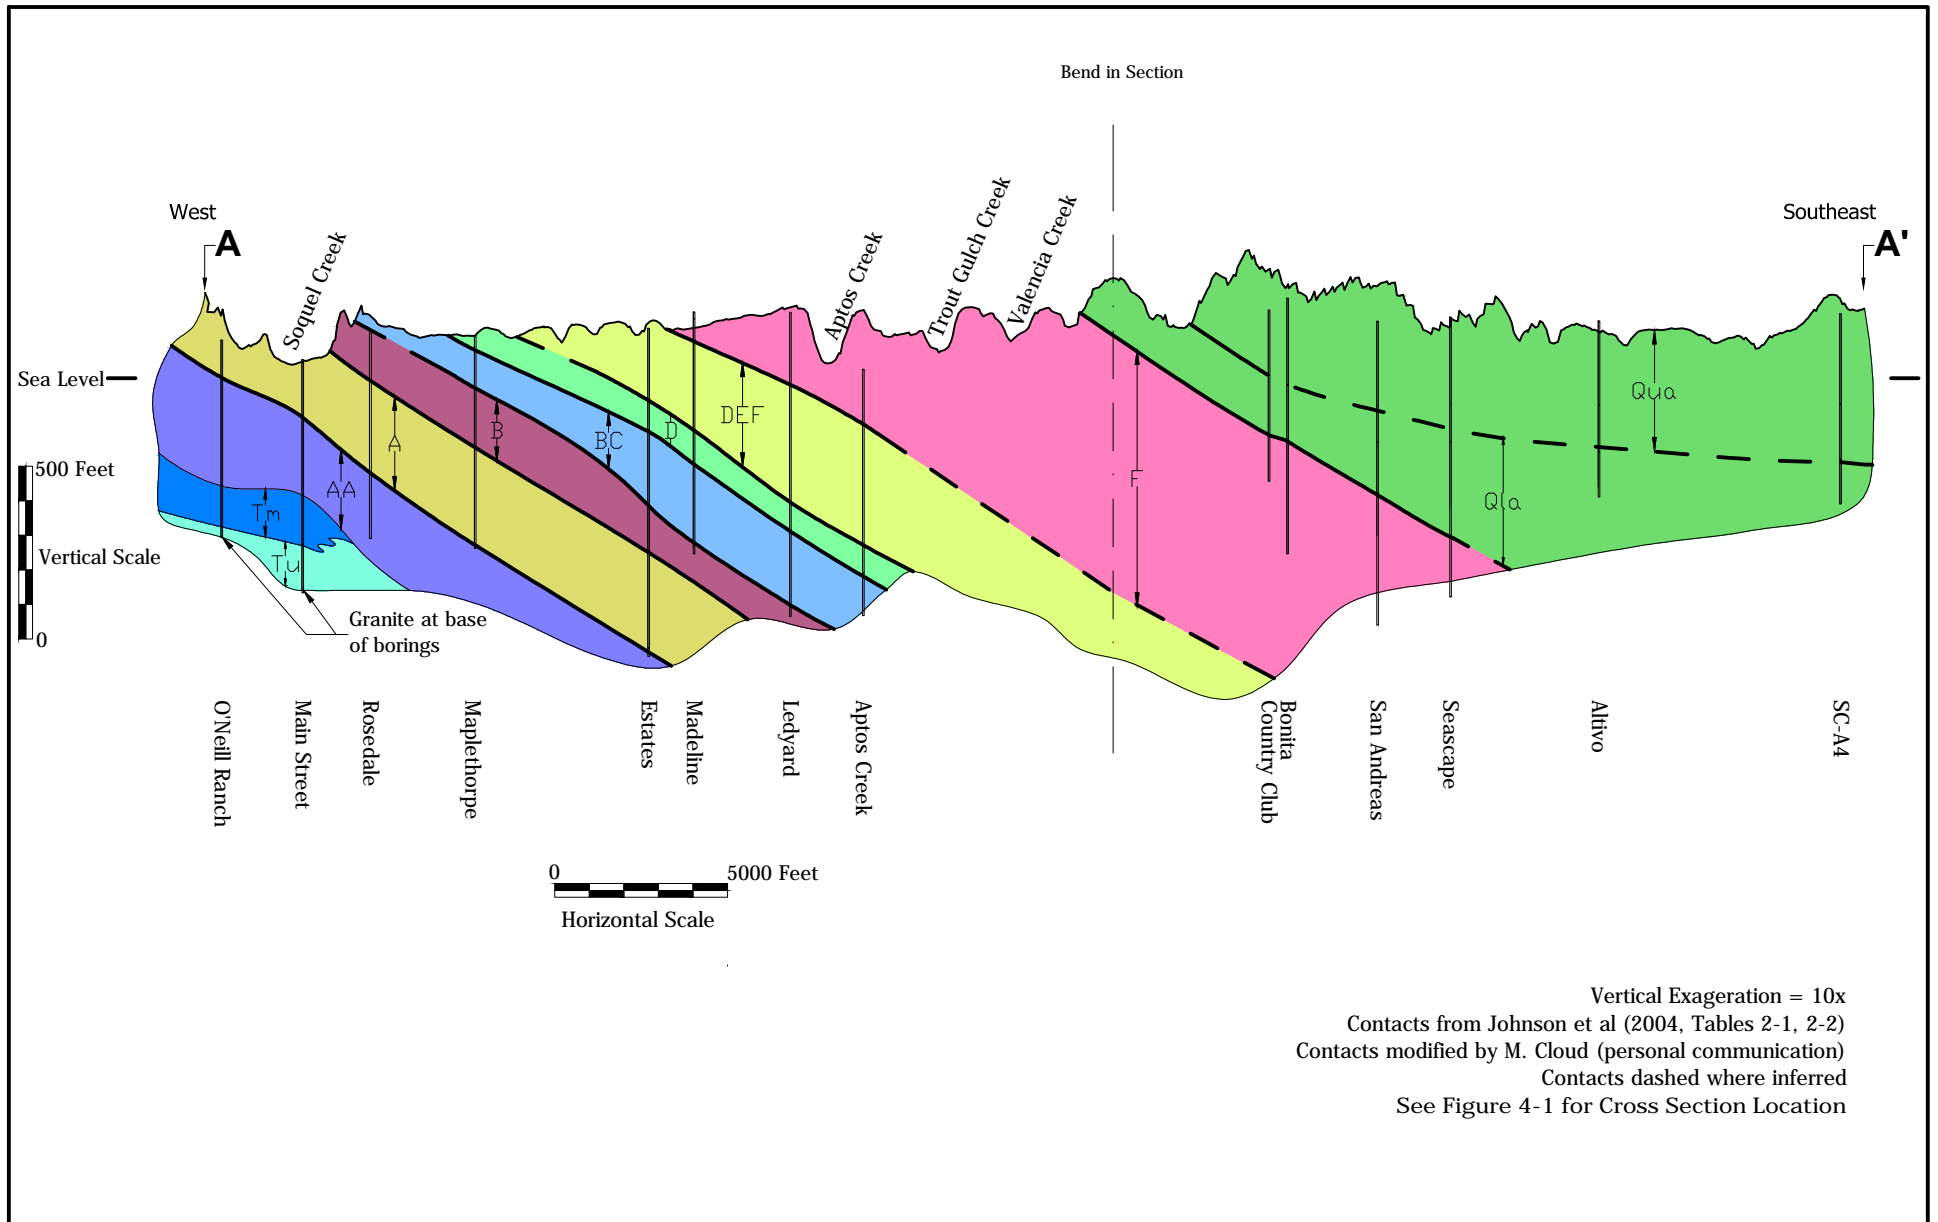 Bend in Section
West
A
Soquel Creek
Aptos Creek
Trout Gulch Creek
Valencia Creek
Southeast
A'
Sea Level
500 Feet
Vertical Scale
0
A
AA
Tm
Tu
B
BC
D
DEF
F
Qla
Qua
Granite at base
of borings
O'Neill Ranch
Main Street
Rosedale
Maplethorpe
Estates
Madeline
Ledyard
Aptos Creek
Country Club
Bonita
San Andreas
Seascape
Altivo
SC-A4
0
5000 Feet
Horizontal Scale
Vertical Exageration = 10x
Contacts from Johnson et al (2004, Tables 2-1, 2-2)
Contacts modified by M. Cloud (personal communication)
Contacts dashed where inferred
See Figure 4-1 for Cross Section Location